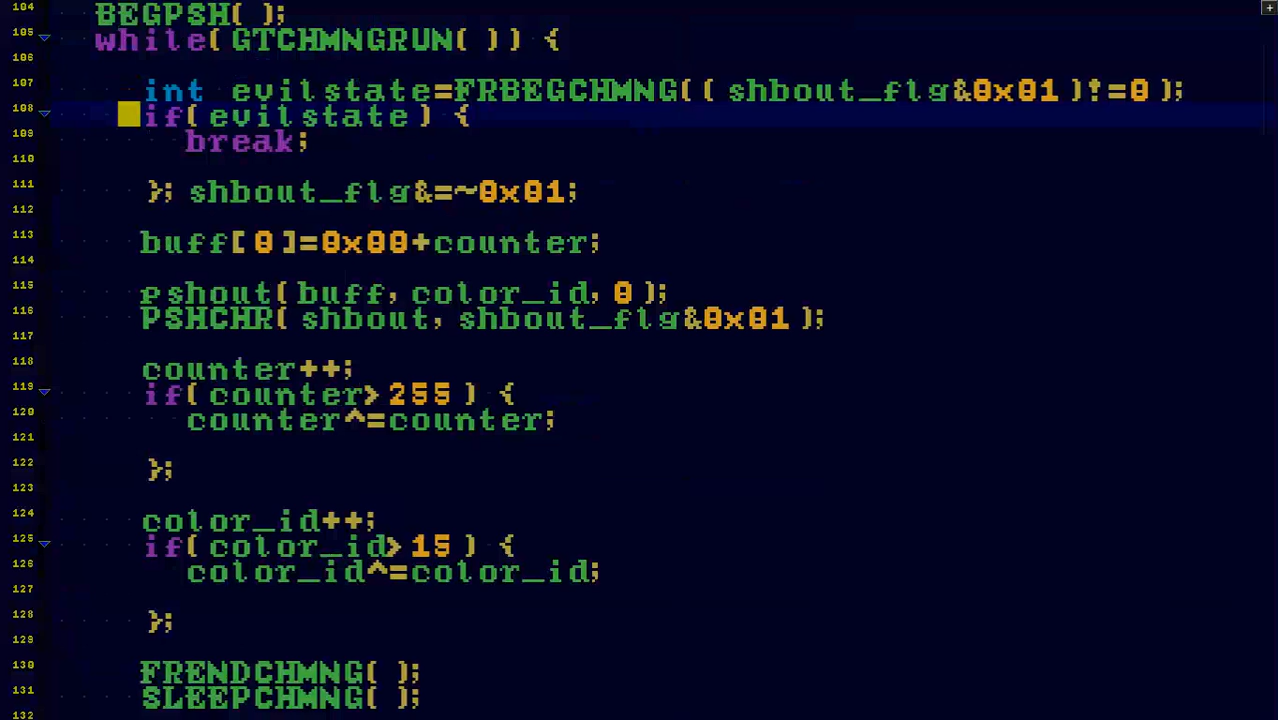 104 BEGPSH( );
105 while( GTCHMNGRUN( )) {
106
107 int evilstate=FRBEGCHMNG(( shbout_flg&0x01 )!=0 );
108 if( evilstate ) {
109 break;
110
111 }; shbout_flg&=~0x01;
112
113 buff[ 0 ]=0x00+counter;
114
115 pshout( buff, color_id, 0 );
116 PSHCHR( shbout, shbout_flg&0x01 );
117
118 counter++;
119 if( counter> 255 ) {
120 counter^=counter;
121
122 };
123
124 color_id++;
125 if( color_id> 15 ) {
126 color_id^=color_id;
127
128 };
129
130 FRENDCHMNG( );
131 SLEEPCHMNG( );
132